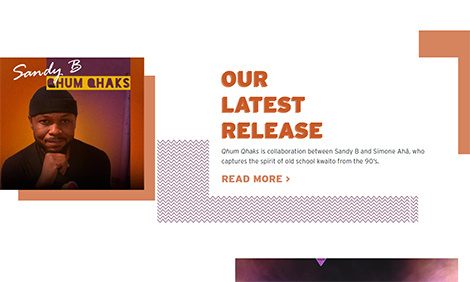 Sandy B
QHUM QHAKS
OUR
LATEST
RELEASE
Qhum Qhaks is collaboration between Sandy B and Simone Ahá, who
captures the spirit of old school kwaito from the 90's.
READ MORE >